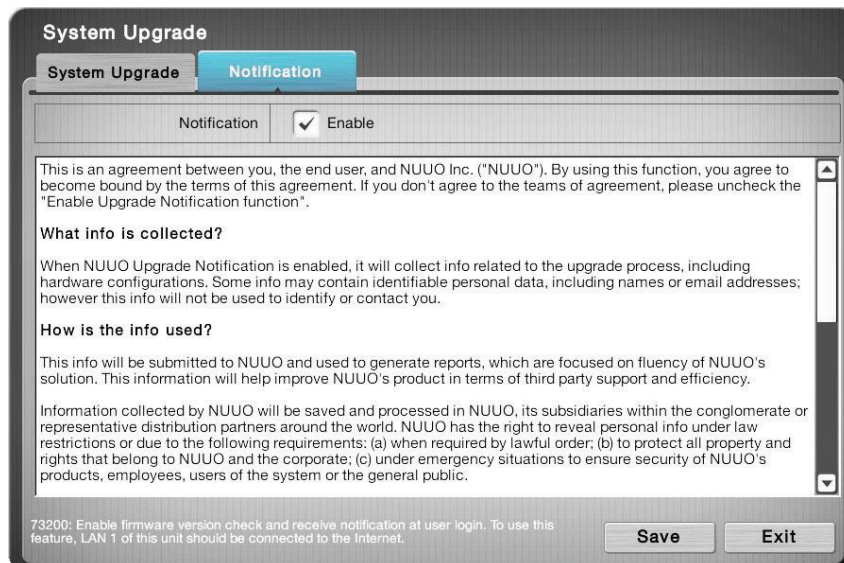 System Upgrade
System Upgrade
Notification
Notification
Enable
This is an agreement between you, the end user, and NUUO Inc. ("NUUO"). By using this function, you agree to
become bound by the terms of this agreement. If you don't agree to the teams of agreement, please uncheck the
"Enable Upgrade Notification function".
What info is collected?
When NUUO Upgrade Notification is enabled, it will collect info related to the upgrade process, including
hardware configurations. Some info may contain identifiable personal data, including names or email addresses;
however this info will not be used to identify or contact you.
How is the info used?
This info will be submitted to NUUO and used to generate reports, which are focused on fluency of NUUO's
solution. This information will help improve NUUO's product in terms of third party support and efficiency.
Information collected by NUUO will be saved and processed in NUUO, its subsidiaries within the conglomerate or
representative distribution partners around the world. NUUO has the right to reveal personal info under law
restrictions or due to the following requirements: (a) when required by lawful order; (b) to protect all property and
rights that belong to NUUO and the corporate; (c) under emergency situations to ensure security of NUUO's
products, employees, users of the system or the general public.
73200: Enable firmware version check and receive notification at user login. To use this
feature, LAN 1 of this unit should be connected to the Internet.
Save
Exit